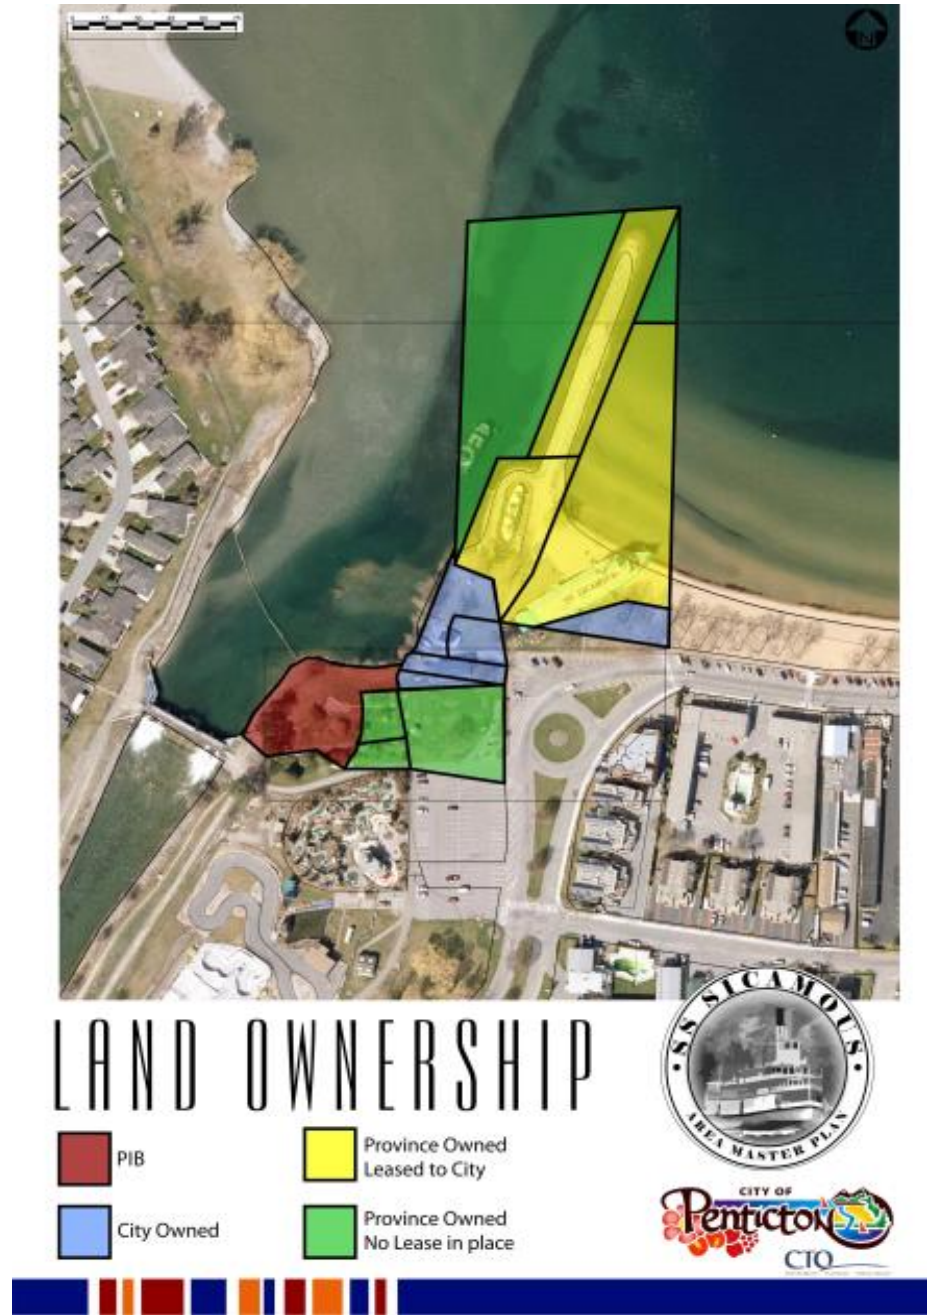 N
LAND OWNERSHIP
PIB
City Owned
Province Owned
Leased to City
Province Owned
No Lease in place
SS SICAMOUS
AREA MASTER PLAN
CITY OF
Penticton
CTQ